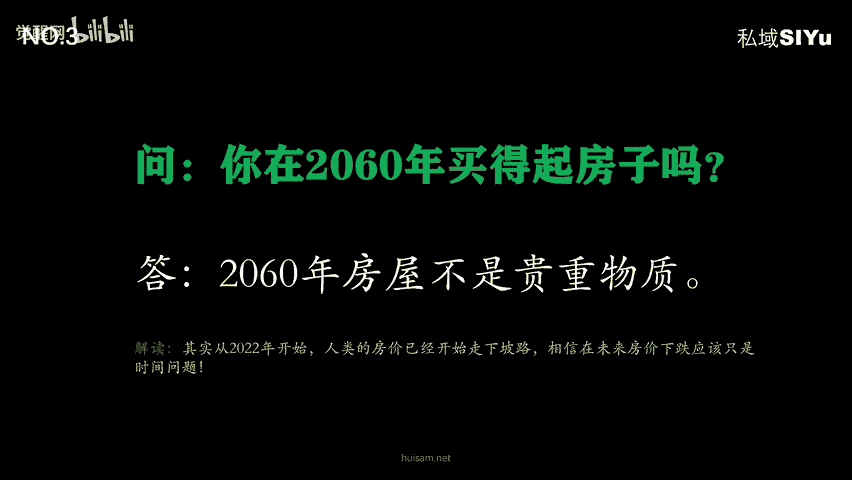 觉醒网
NO.3
bilibili
私域SIYu
问：你在2060年买得起房子吗？
答：2060年房屋不是贵重物质。
解读：其实从2022年开始，人类的房价已经开始走下坡路，相信在未来房价下跌应该只是
时间问题！
huisam.net